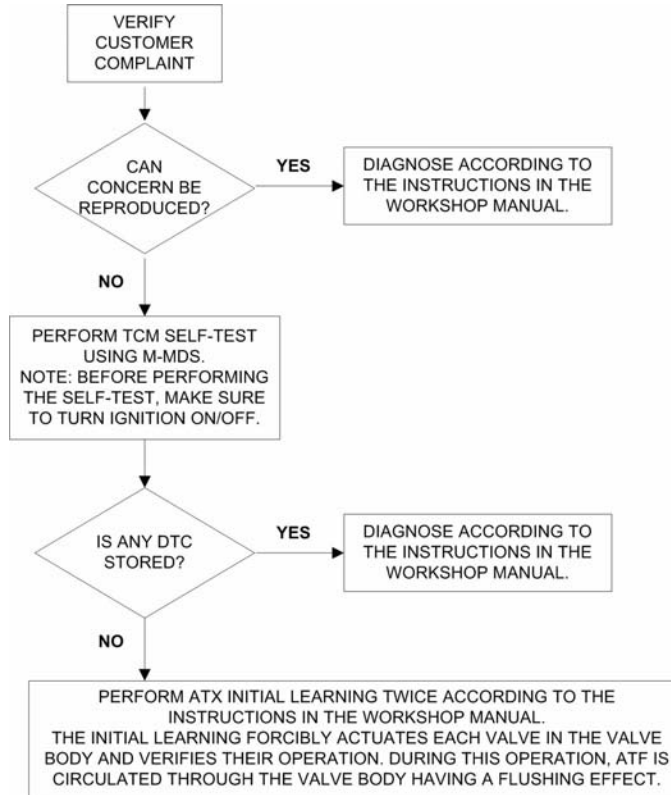 VERIFY
CUSTOMER
COMPLAINT
CAN
CONCERN BE
REPRODUCED?
YES
DIAGNOSE ACCORDING TO
THE INSTRUCTIONS IN THE
WORKSHOP MANUAL.
NO
PERFORM TCM SELF-TEST
USING M-MDS.
NOTE: BEFORE PERFORMING
THE SELF-TEST, MAKE SURE
TO TURN IGNITION ON/OFF.
IS ANY DTC
STORED?
YES
DIAGNOSE ACCORDING TO
THE INSTRUCTIONS IN THE
WORKSHOP MANUAL.
NO
PERFORM ATX INITIAL LEARNING TWICE ACCORDING TO THE
INSTRUCTIONS IN THE WORKSHOP MANUAL.
THE INITIAL LEARNING FORCIBLY ACTUATES EACH VALVE IN THE VALVE
BODY AND VERIFIES THEIR OPERATION. DURING THIS OPERATION, ATF IS
CIRCULATED THROUGH THE VALVE BODY HAVING A FLUSHING EFFECT.